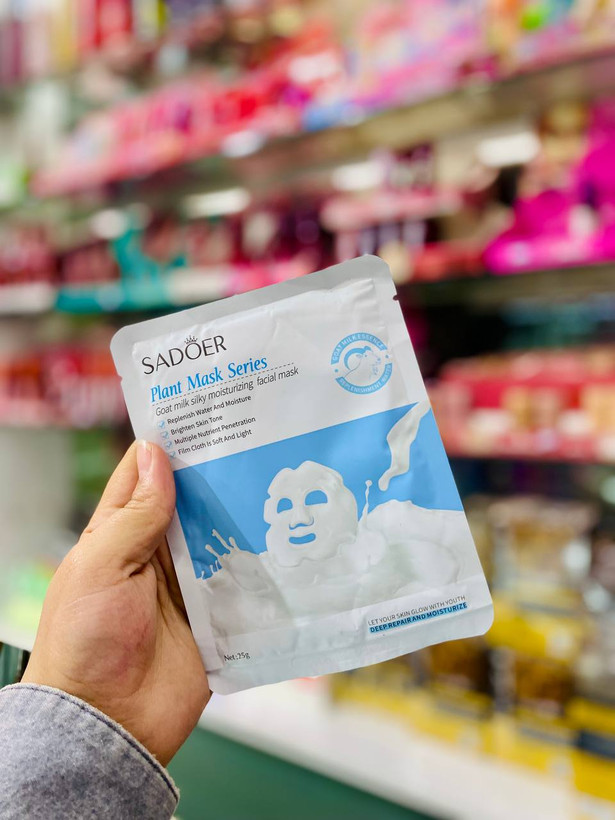 SADOER
Plant Mask Series
Goat milk silky moisturizing facial mask
Replenish Water And Moisture
Brighten Skin Tone
Multiple Nutrient Penetration
Film Cloth Is Soft And Light
LET YOUR SKIN GLOW WITH YOUTH
DEEP REPAIR AND MOISTURIZE
Net:25g